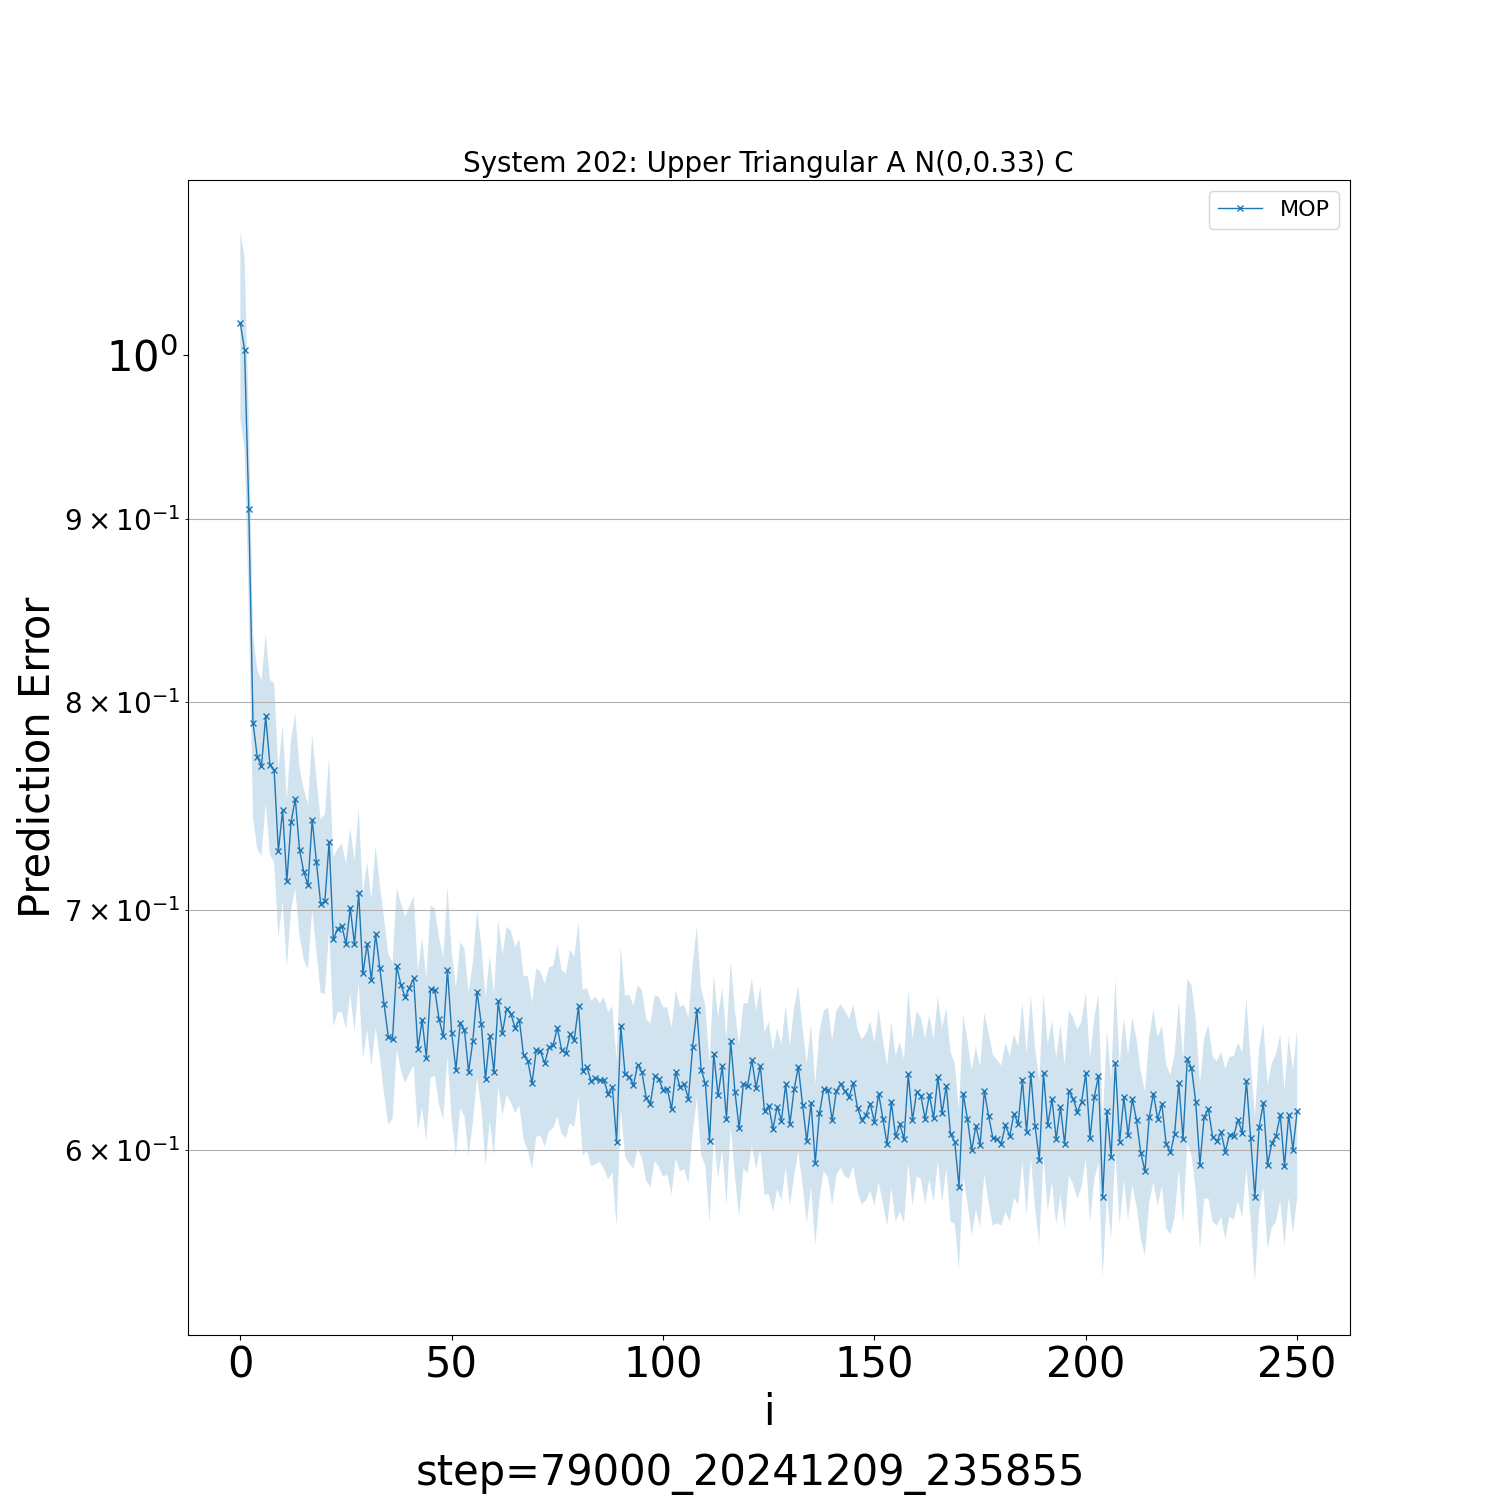 System 202: Upper Triangular A N(0,0.33) C
MOP
10⁰
9 × 10⁻¹
8 × 10⁻¹
7 × 10⁻¹
6 × 10⁻¹
Prediction Error
0 50 100 150 200 250
i
step=79000_20241209_235855